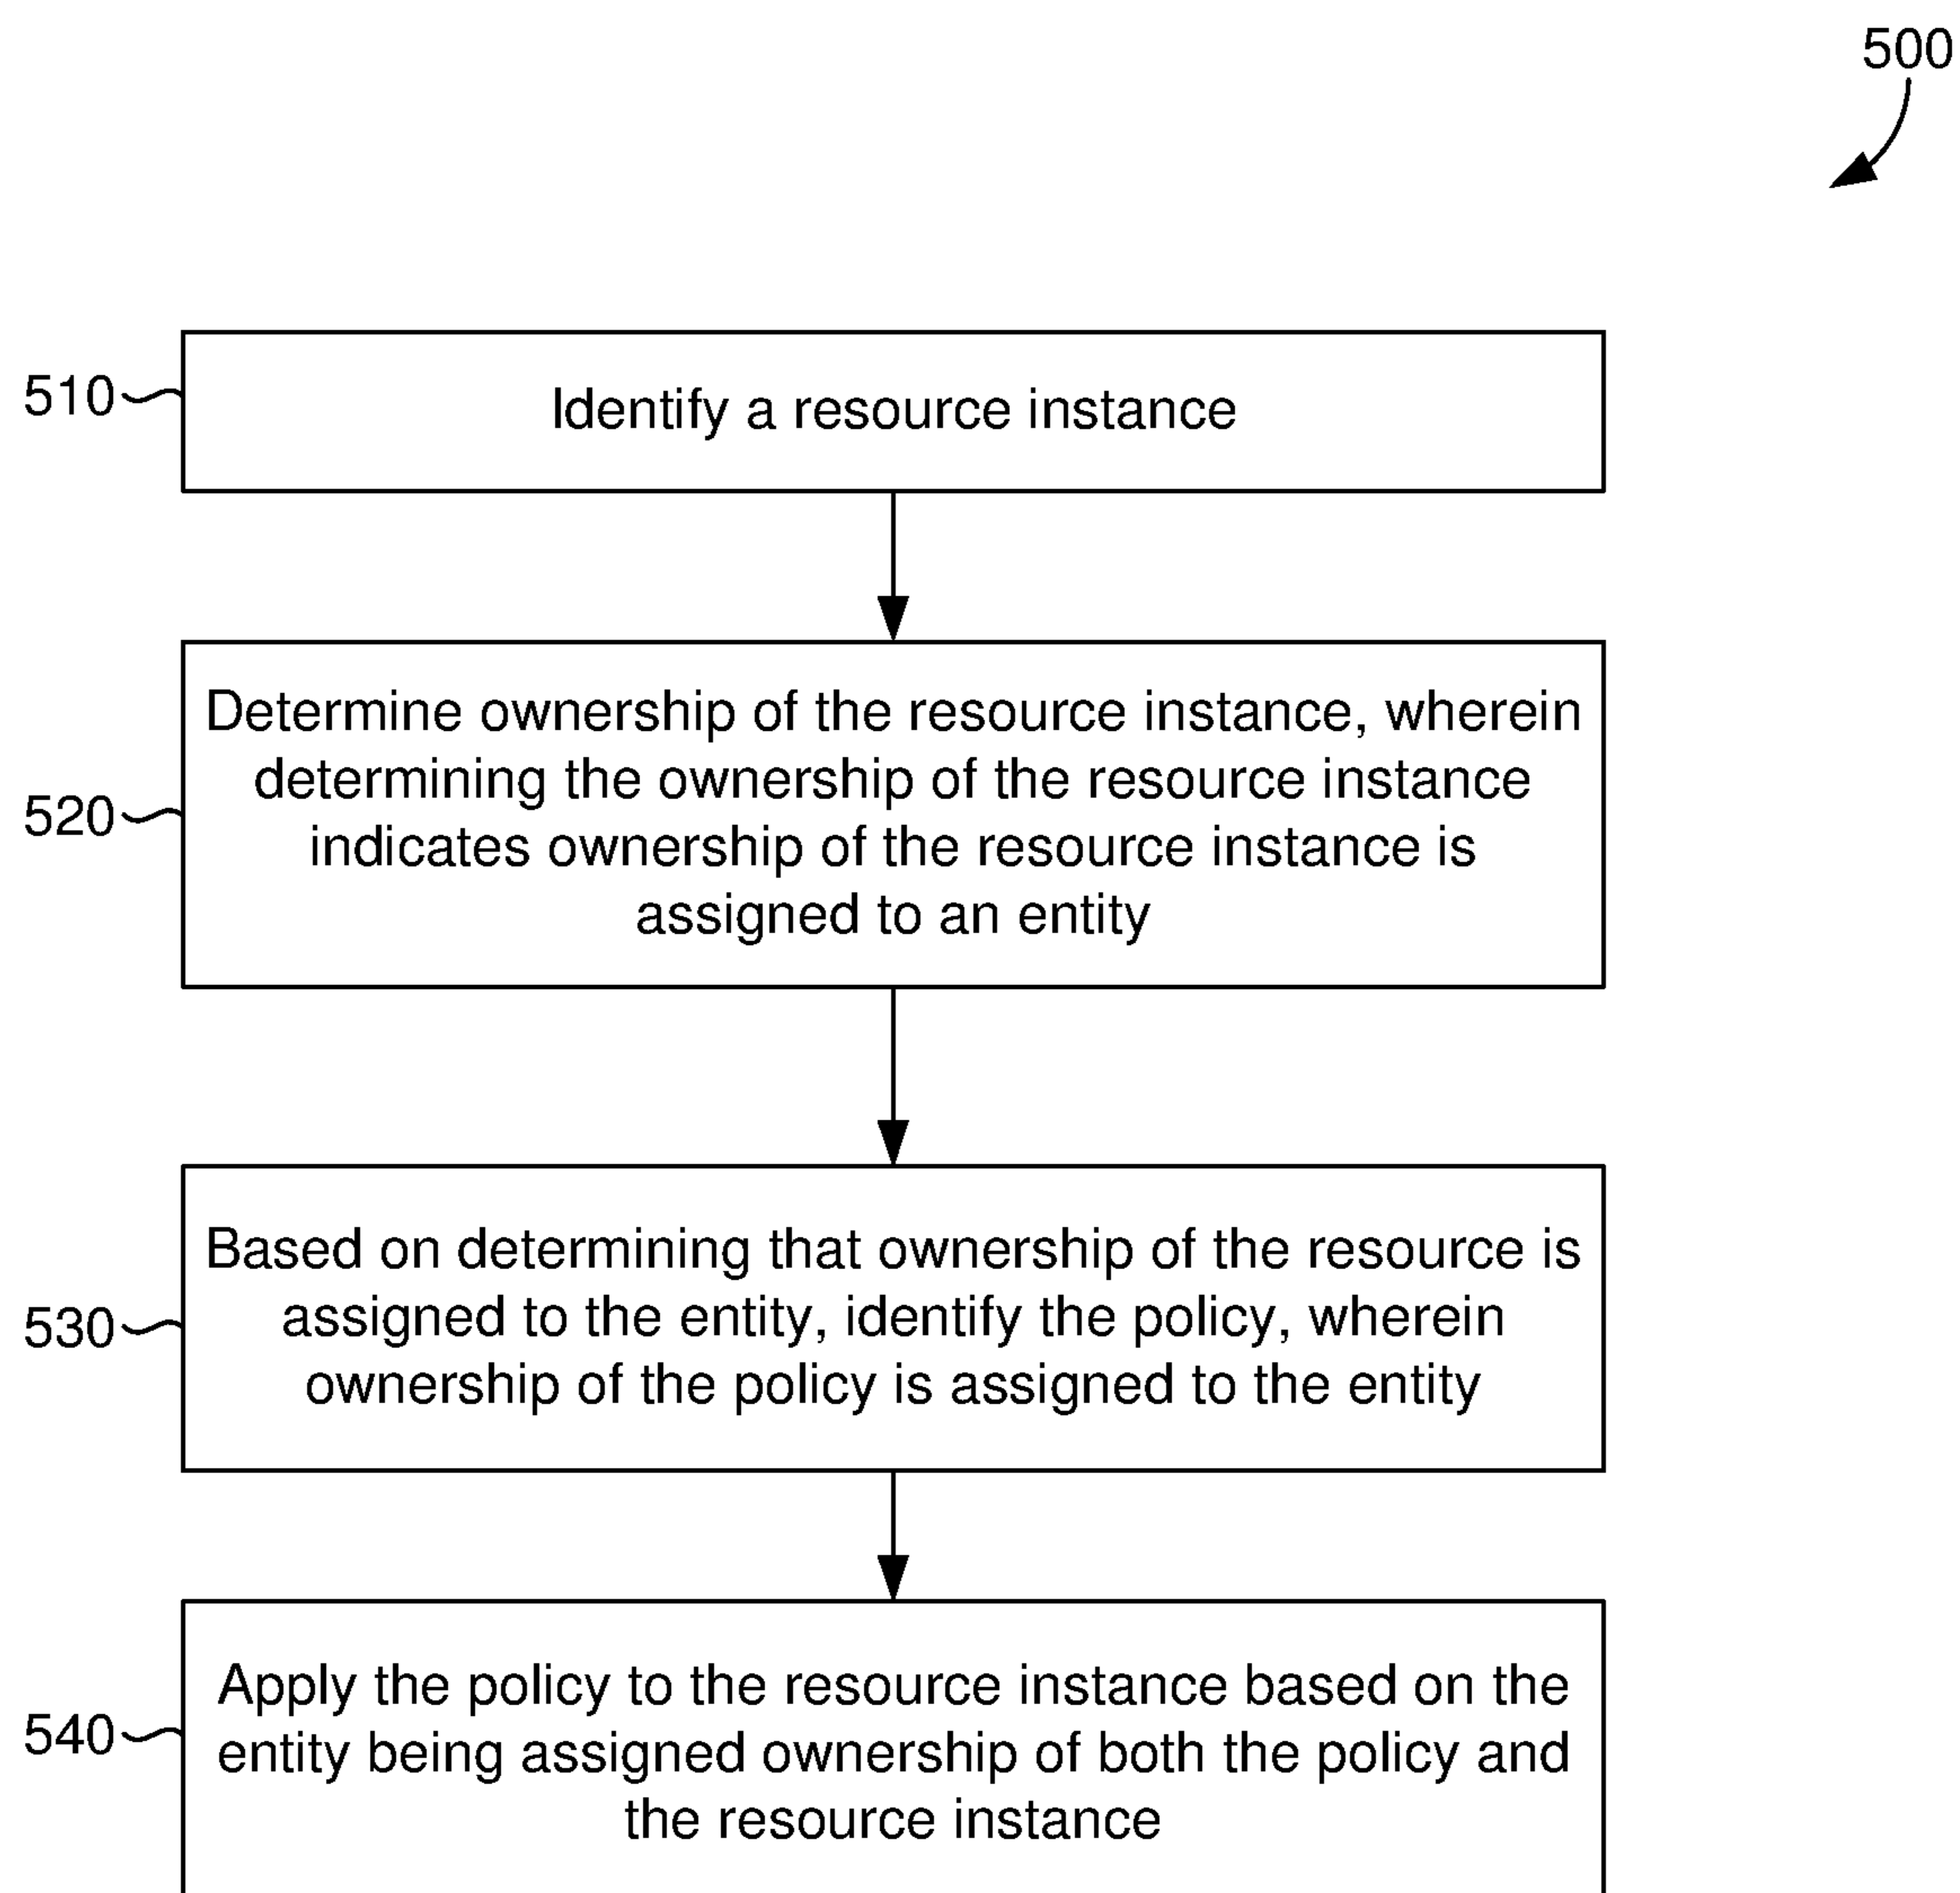 500
510
Identify a resource instance
520
Determine ownership of the resource instance, wherein
determining the ownership of the resource instance
indicates ownership of the resource instance is
assigned to an entity
530
Based on determining that ownership of the resource is
assigned to the entity, identify the policy, wherein
ownership of the policy is assigned to the entity
540
Apply the policy to the resource instance based on the
entity being assigned ownership of both the policy and
the resource instance